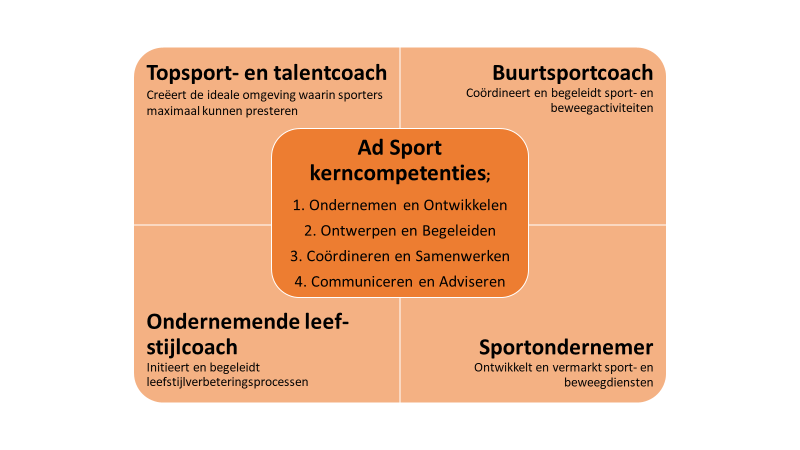 Topsport- en talentcoach
Creëert de ideale omgeving waarin sporters
maximaal kunnen presteren
Buurtsportcoach
Coördineert en begeleidt sport- en
beweegactiviteiten
Ad Sport
kerncompetenties;
1. Ondernemen en Ontwikkelen
2. Ontwerpen en Begeleiden
3. Coördineren en Samenwerken
4. Communiceren en Adviseren
Ondernemende leef-
stijlcoach
Initieert en begeleidt
leefstijlverbeteringsprocessen
Sportondernemer
Ontwikkelt en vermarkt sport- en
beweegdiensten